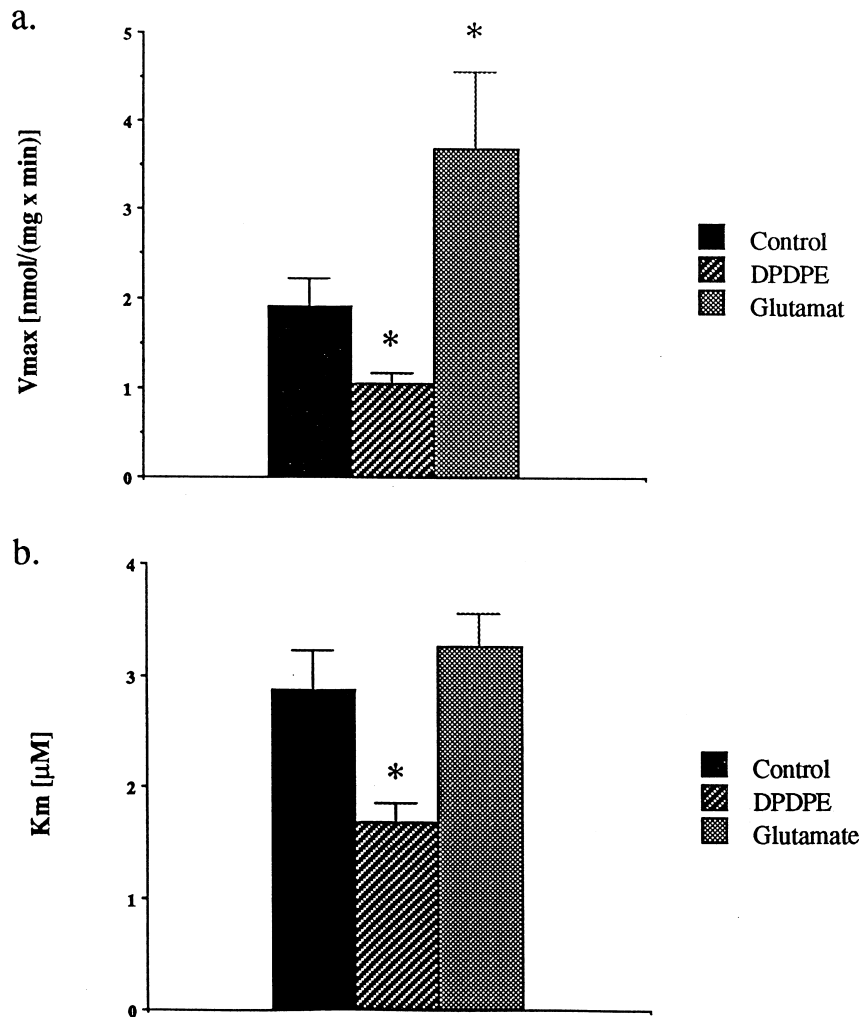 a.
5
4
3
2
1
0
Vmax [nmol/(mg x min)]
*
*
Control
DPDPE
Glutamat
b.
4
3
2
1
0
Km [µM]
*
Control
DPDPE
Glutamate